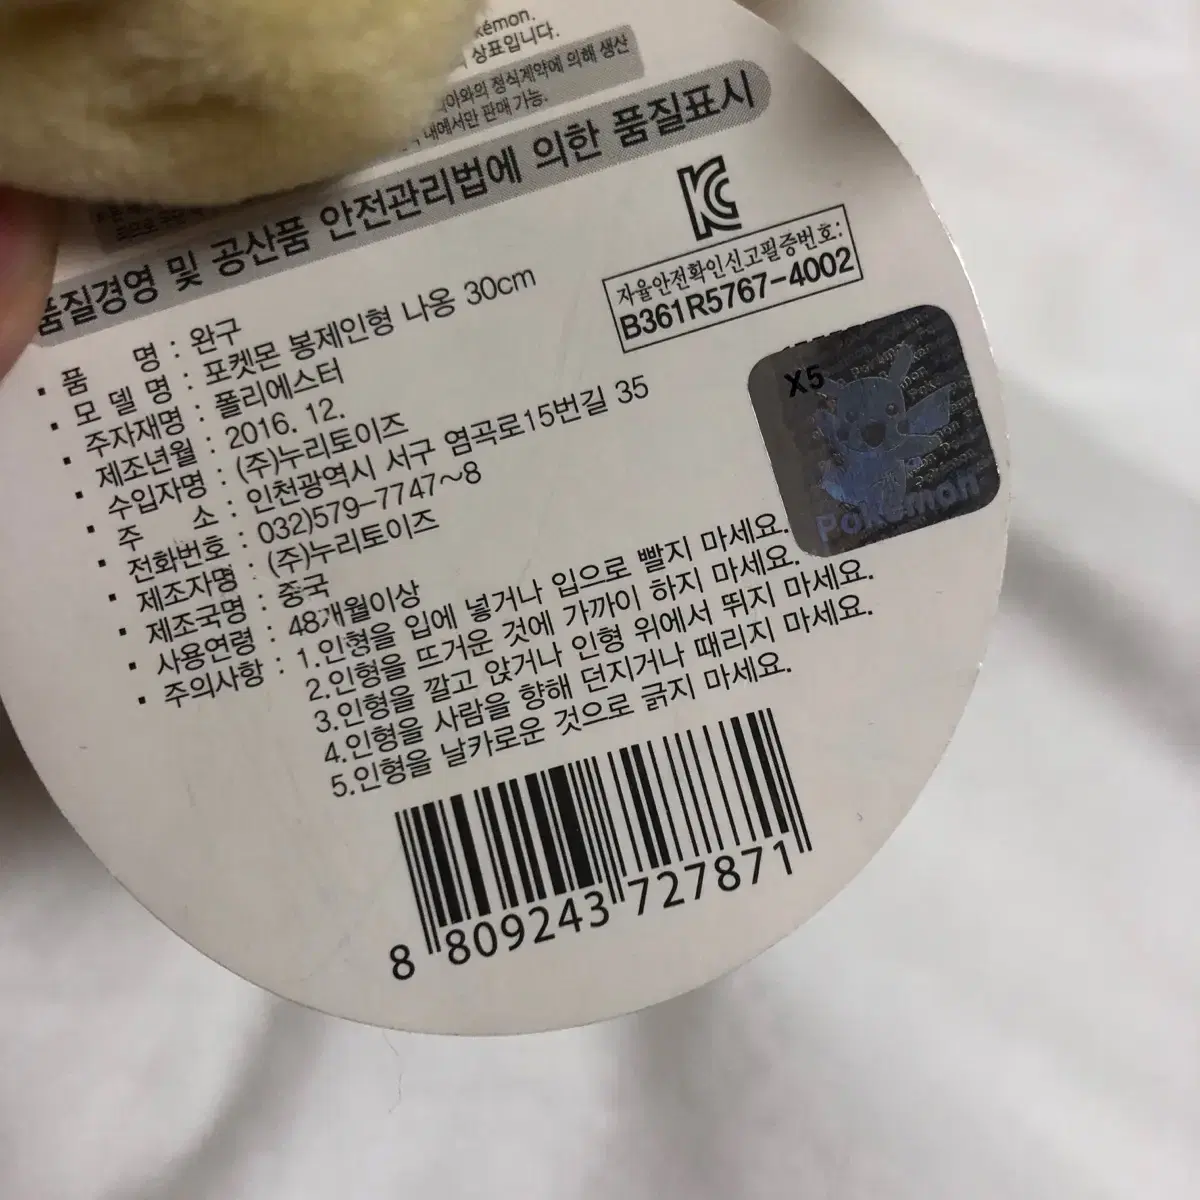 kémon.
상표입니다.
정식계약에 의해 생산
내에서만 판매 가능.
품질경영 및 공산품 안전관리법에 의한 품질표시
KC
자율안전확인신고필증번호:
B361R5767-4002
· 품 명 : 완구
· 모 델 명 : 포켓몬 봉제인형 나옹 30cm
· 주자재명 : 폴리에스터
· 제조년월 : 2016. 12.
· 수입자명 : (주)누리토이즈
· 주 소 : 인천광역시 서구 염곡로15번길 35
· 전화번호 : 032)579-7747~8
· 제조자명 : (주)누리토이즈
· 제조국명 : 중국
· 사용연령 : 48개월이상
· 주의사항 : 1.인형을 입에 넣거나 입으로 빨지 마세요.
2.인형을 뜨거운 것에 가까이 하지 마세요.
3.인형을 깔고 앉거나 인형 위에서 뛰지 마세요.
4.인형을 사람을 향해 던지거나 때리지 마세요.
5.인형을 날카로운 것으로 긁지 마세요.
X5
Pokémon
8 809243 727871